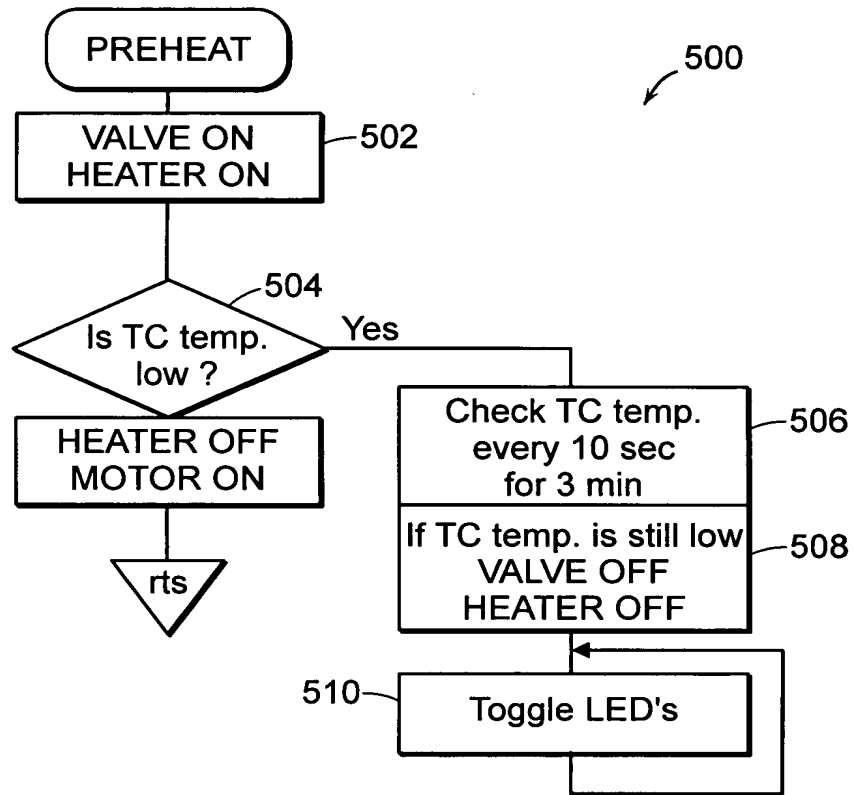 PREHEAT
500
VALVE ON
HEATER ON
502
504
Is TC temp.
low ?
Yes
HEATER OFF
MOTOR ON
rts
Check TC temp.
every 10 sec
for 3 min
506
If TC temp. is still low
VALVE OFF
HEATER OFF
508
510
Toggle LED's